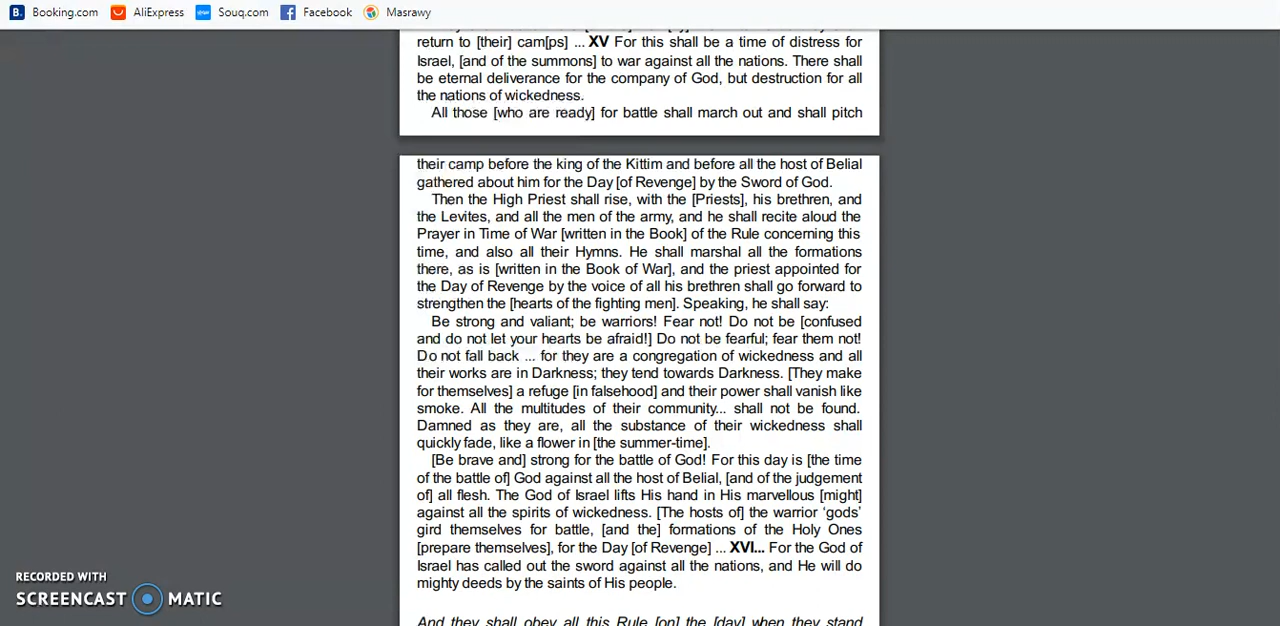 Booking.com AliExpress Souq.com Facebook Masrawy
return to [their] cam[ps] ... XV For this shall be a time of distress for
Israel, [and of the summons] to war against all the nations. There shall
be eternal deliverance for the company of God, but destruction for all
the nations of wickedness.
All those [who are ready] for battle shall march out and shall pitch
their camp before the king of the Kittim and before all the host of Belial
gathered about him for the Day [of Revenge] by the Sword of God.
Then the High Priest shall rise, with the [Priests], his brethren, and
the Levites, and all the men of the army, and he shall recite aloud the
Prayer in Time of War [written in the Book] of the Rule concerning this
time, and also all their Hymns. He shall marshal all the formations
there, as is [written in the Book of War], and the priest appointed for
the Day of Revenge by the voice of all his brethren shall go forward to
strengthen the [hearts of the fighting men]. Speaking, he shall say:
Be strong and valiant; be warriors! Fear not! Do not be [confused
and do not let your hearts be afraid!] Do not be fearful; fear them not!
Do not fall back ... for they are a congregation of wickedness and all
their works are in Darkness; they tend towards Darkness. [They make
for themselves] a refuge [in falsehood] and their power shall vanish like
smoke. All the multitudes of their community... shall not be found.
Damned as they are, all the substance of their wickedness shall
quickly fade, like a flower in [the summer-time].
[Be brave and] strong for the battle of God! For this day is [the time
of the battle of] God against all the host of Belial, [and of the judgement
of] all flesh. The God of Israel lifts His hand in His marvellous [might]
against all the spirits of wickedness. [The hosts of] the warrior ‘gods’
gird themselves for battle, [and the] formations of the Holy Ones
[prepare themselves], for the Day [of Revenge] ... XVI... For the God of
Israel has called out the sword against all the nations, and He will do
mighty deeds by the saints of His people.
And they shall obey all this Rule [on] the [day] when they stand
RECORDED WITH
SCREENCAST MATIC